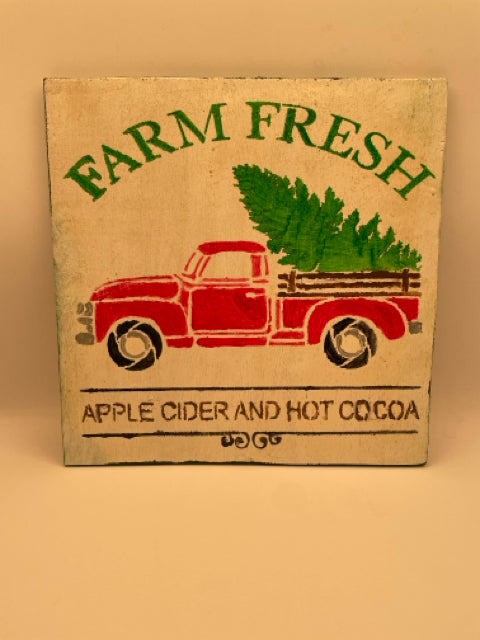 FARM FRESH
APPLE CIDER AND HOT COCOA